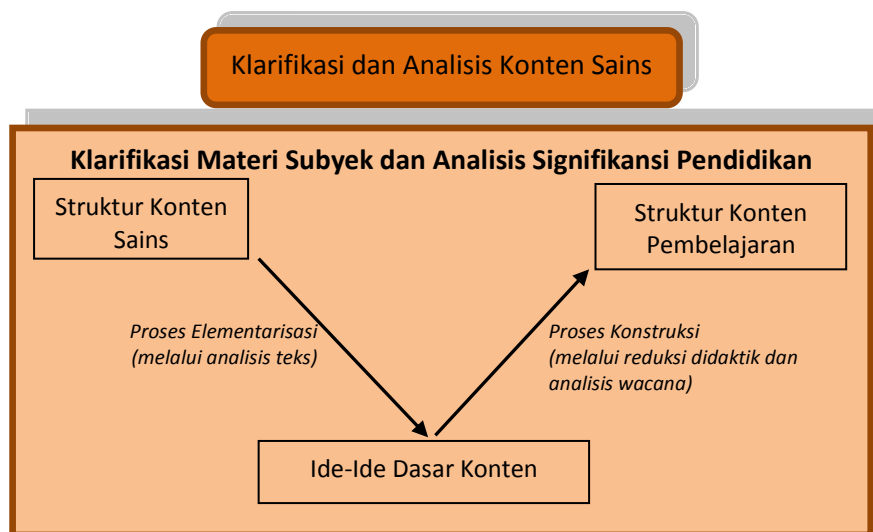 Klarifikasi dan Analisis Konten Sains
Klarifikasi Materi Subyek dan Analisis Signifikansi Pendidikan
Struktur Konten
Sains
Struktur Konten
Pembelajaran
Proses Elementarisasi
(melalui analisis teks)
Proses Konstruksi
(melalui reduksi didaktik dan
analisis wacana)
Ide-Ide Dasar Konten